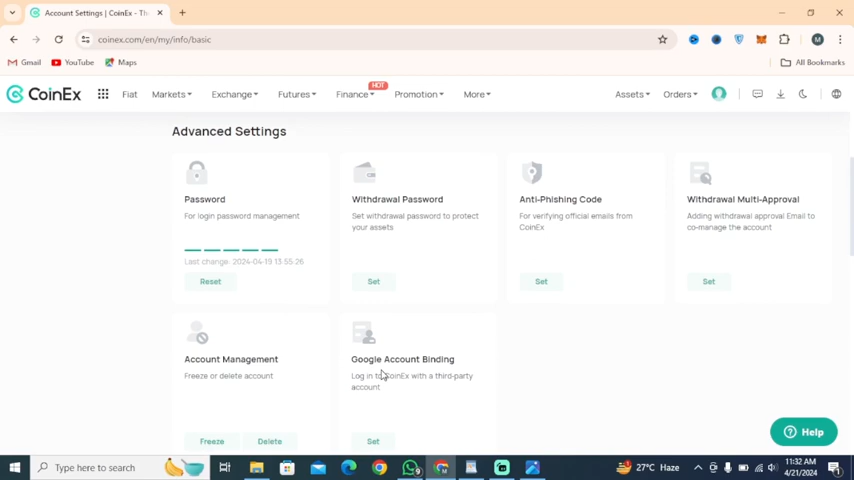 Account Settings | CoinEx - The
coinex.com/en/my/info/basic
M
Gmail
YouTube
Maps
All Bookmarks
CoinEx
Fiat
Markets
Exchange
Futures
Finance
HOT
Promotion
More
Assets
Orders
Advanced Settings
Password
For login password management
Last change: 2024-04-19 13:55:26
Reset
Withdrawal Password
Set withdrawal password to protect
your assets
Set
Anti-Phishing Code
For verifying official emails from
CoinEx
Set
Withdrawal Multi-Approval
Adding withdrawal approval Email to
co-manage the account
Set
Account Management
Freeze or delete account
Freeze
Delete
Google Account Binding
Log in to CoinEx with a third-party
account
Set
Help
Type here to search
27°C Haze
11:32 AM
4/21/2024